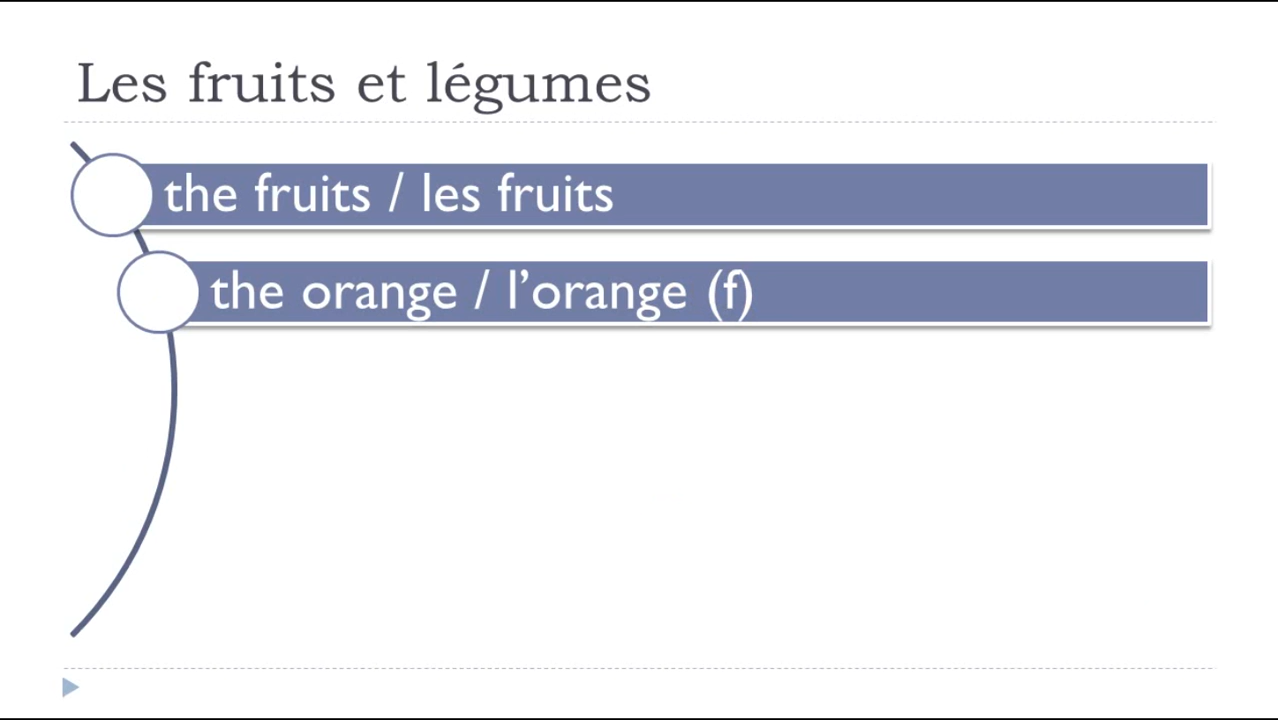 Les fruits et légumes
the fruits / les fruits
the orange / l’orange (f)